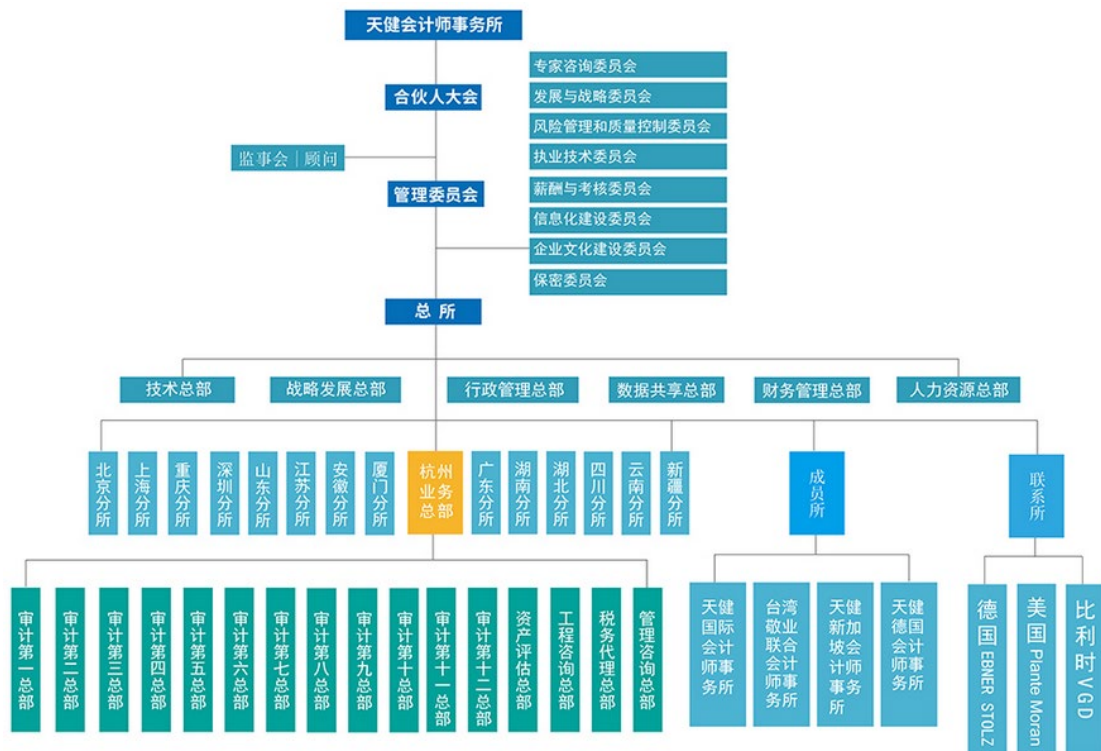 天健会计师事务所
合伙人大会
专家咨询委员会
发展与战略委员会
风险管理和质量控制委员会
执业技术委员会
薪酬与考核委员会
信息化建设委员会
企业文化建设委员会
保密委员会
监事会|顾问
管理委员会
总所
技术总部
战略发展总部
行政管理总部
数据共享总部
财务管理总部
人力资源总部
北京分所
上海分所
重庆分所
深圳分所
山东分所
江苏分所
安徽分所
厦门分所
杭州
业务
总部
广东分所
湖南分所
湖北分所
四川分所
云南分所
新疆分所
成员所
联系所
审计第一总部
审计第二总部
审计第三总部
审计第四总部
审计第五总部
审计第六总部
审计第七总部
审计第八总部
审计第九总部
审计第十总部
审计第十一总部
审计第十二总部
资产评估总部
工程咨询总部
税务代理总部
管理咨询总部
天健
国际
会计
师事
务所
台湾
敬业
联合
会计
师事
务所
天健
新加
坡会
计师
事务
所
天健
德国
会计
师事
务所
德国 EBNER STOLZ
美国 Plante Moran
比利时VGD